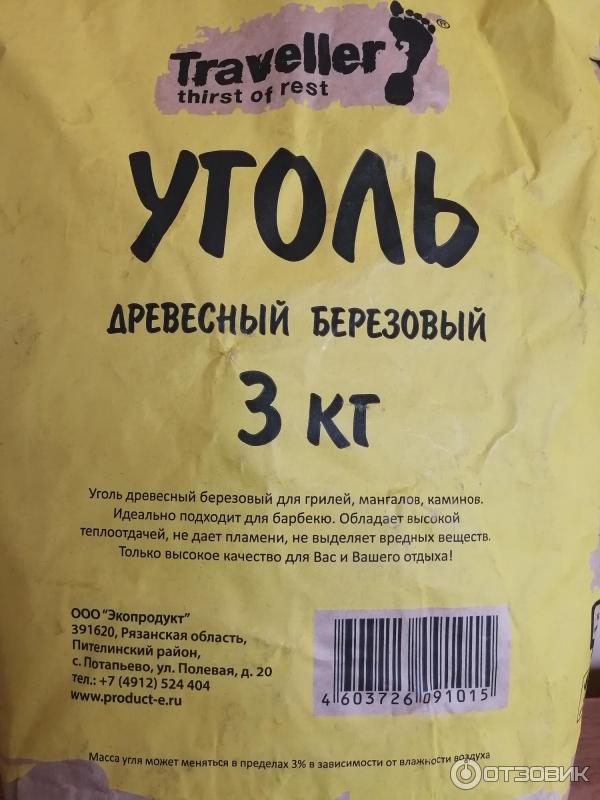 Traveller®
thirst of rest
УГОЛЬ
ДРЕВЕСНЫЙ БЕРЕЗОВЫЙ
3 КГ
Уголь древесный березовый для грилей, мангалов, каминов.
Идеально подходит для барбекю. Обладает высокой
теплоотдачей, не дает пламени, не выделяет вредных веществ.
Только высокое качество для Вас и Вашего отдыха!
ООО "Экопродукт"
391620, Рязанская область,
Пителинский район,
с. Потапьево, ул. Полевая, д. 20
тел.: +7 (4912) 524 404
www.product-e.ru
4 603726 091015
Масса угля может меняться в пределах 3% в зависимости от влажности воздуха
ОТЗОВИК